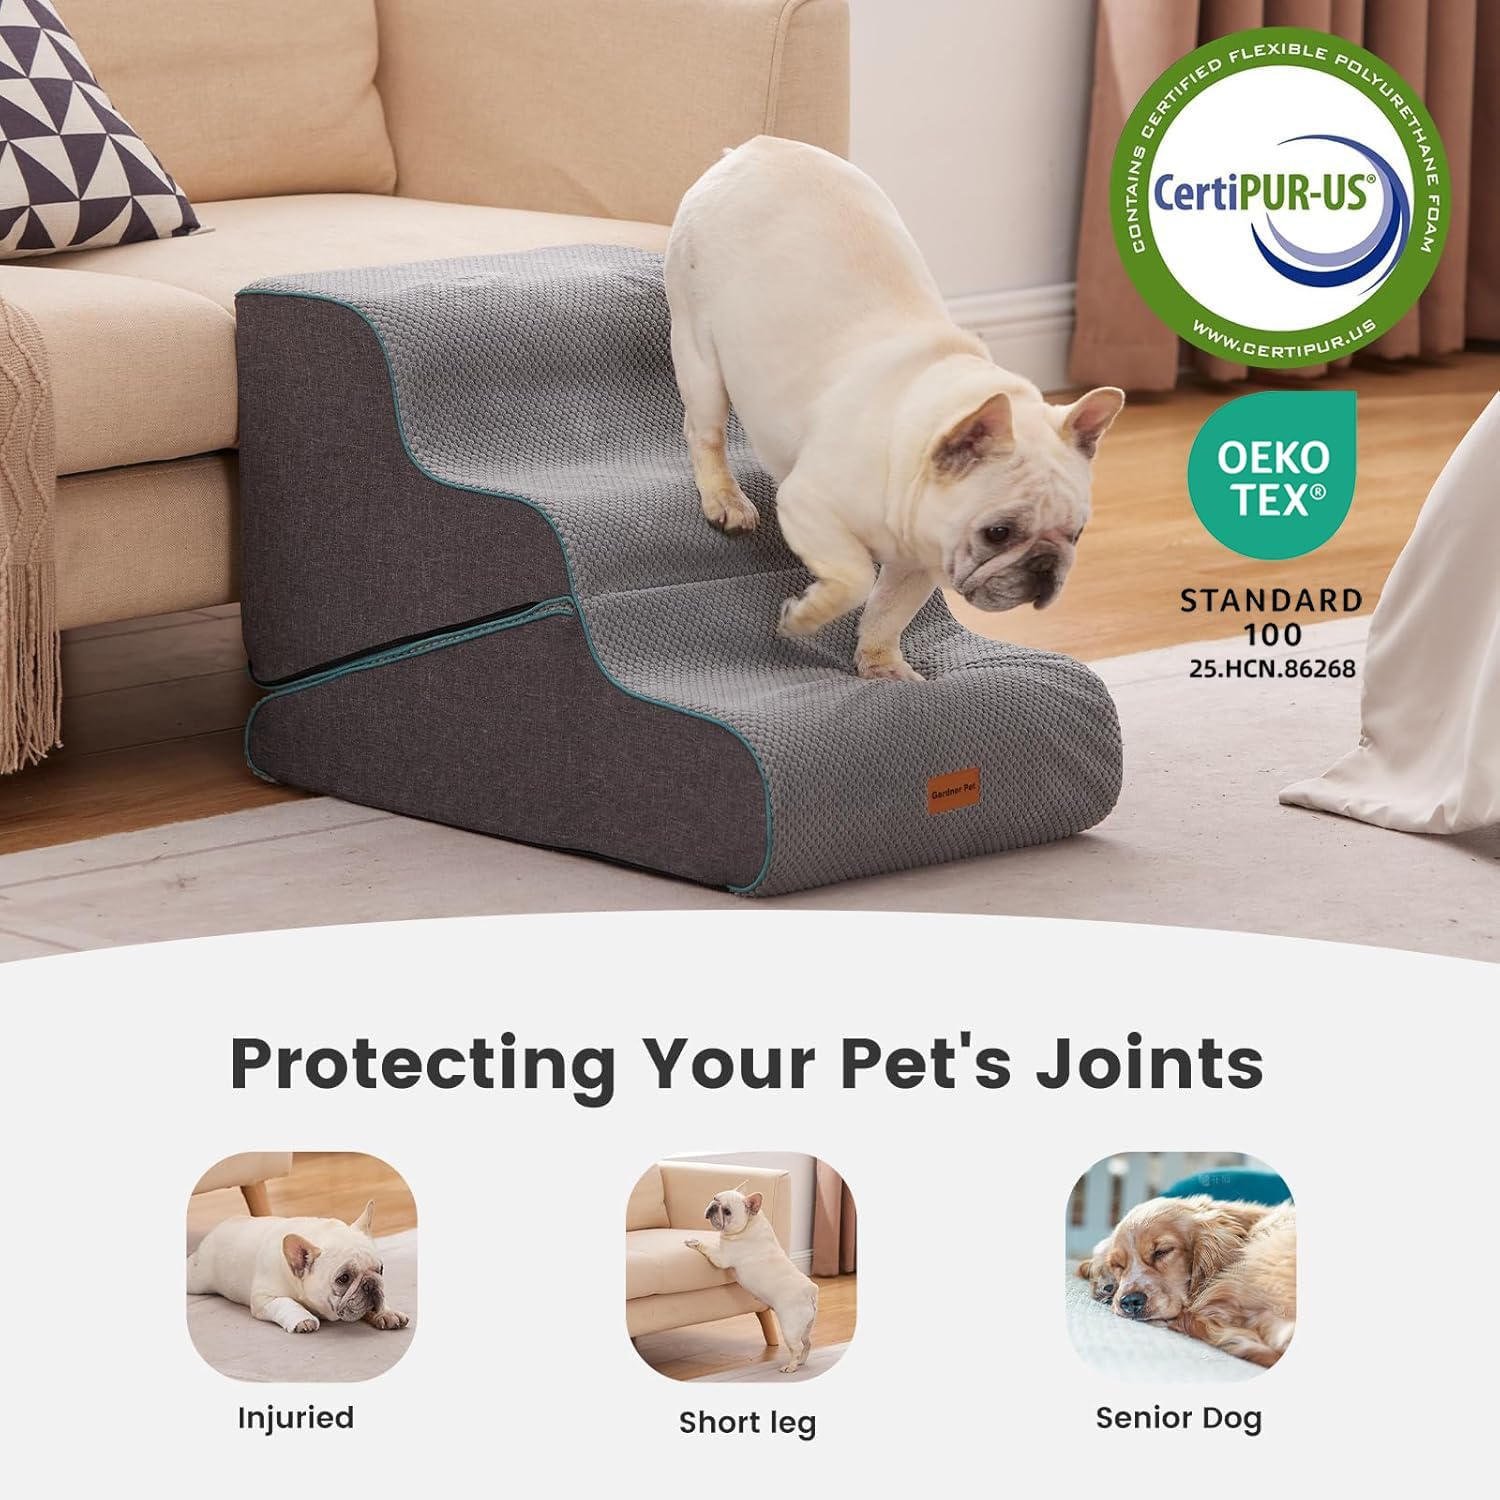 CONTAINS CERTIFIED FLEXIBLE POLYURETHANE FOAM
CertiPUR-US®
WWW.CERTIPUR.US
OEKO
TEX®
STANDARD
100
25.HCN.86268
Gardner Pet
Protecting Your Pet's Joints
Injuried
Short leg
Senior Dog